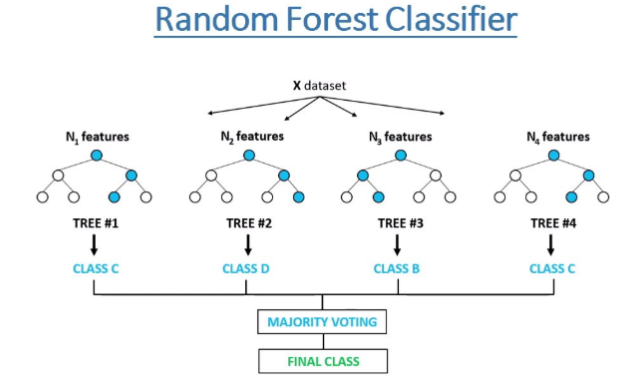 Random Forest Classifier
X dataset
N₁ features N₂ features N₃ features N₄ features
TREE #1 TREE #2 TREE #3 TREE #4
CLASS C CLASS D CLASS B CLASS C
MAJORITY VOTING
FINAL CLASS